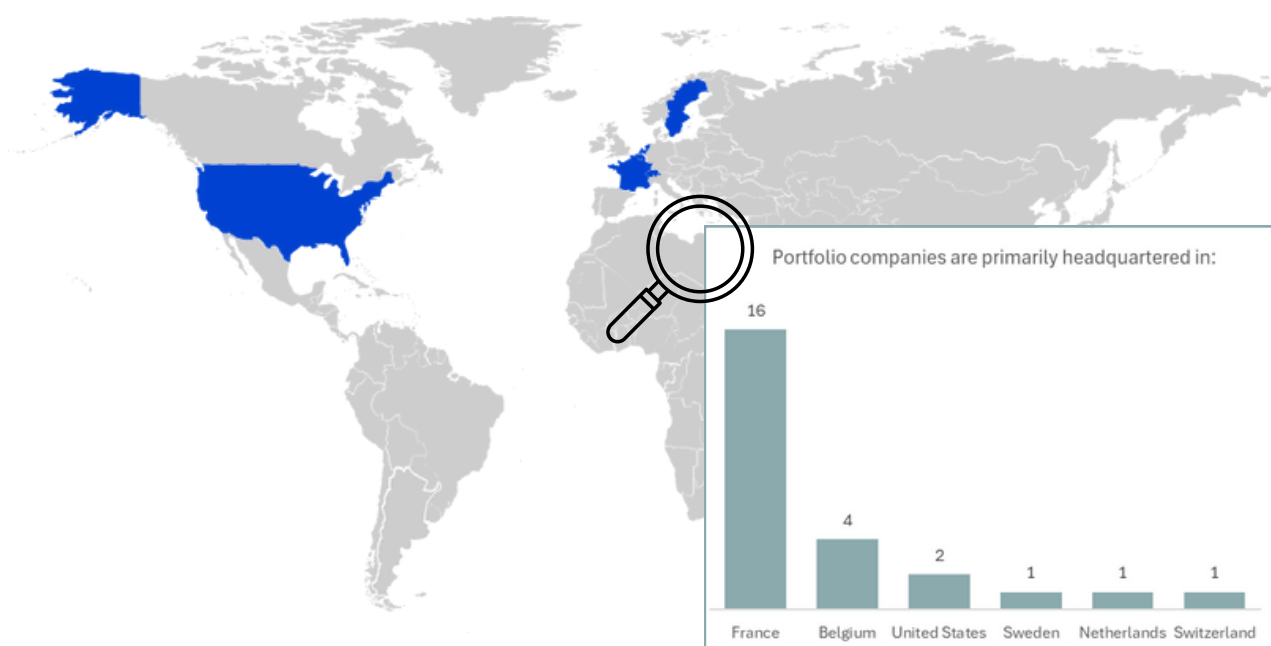 Portfolio companies are primarily headquartered in:
16
4
2
1
1
1
France
Belgium
United States
Sweden
Netherlands
Switzerland